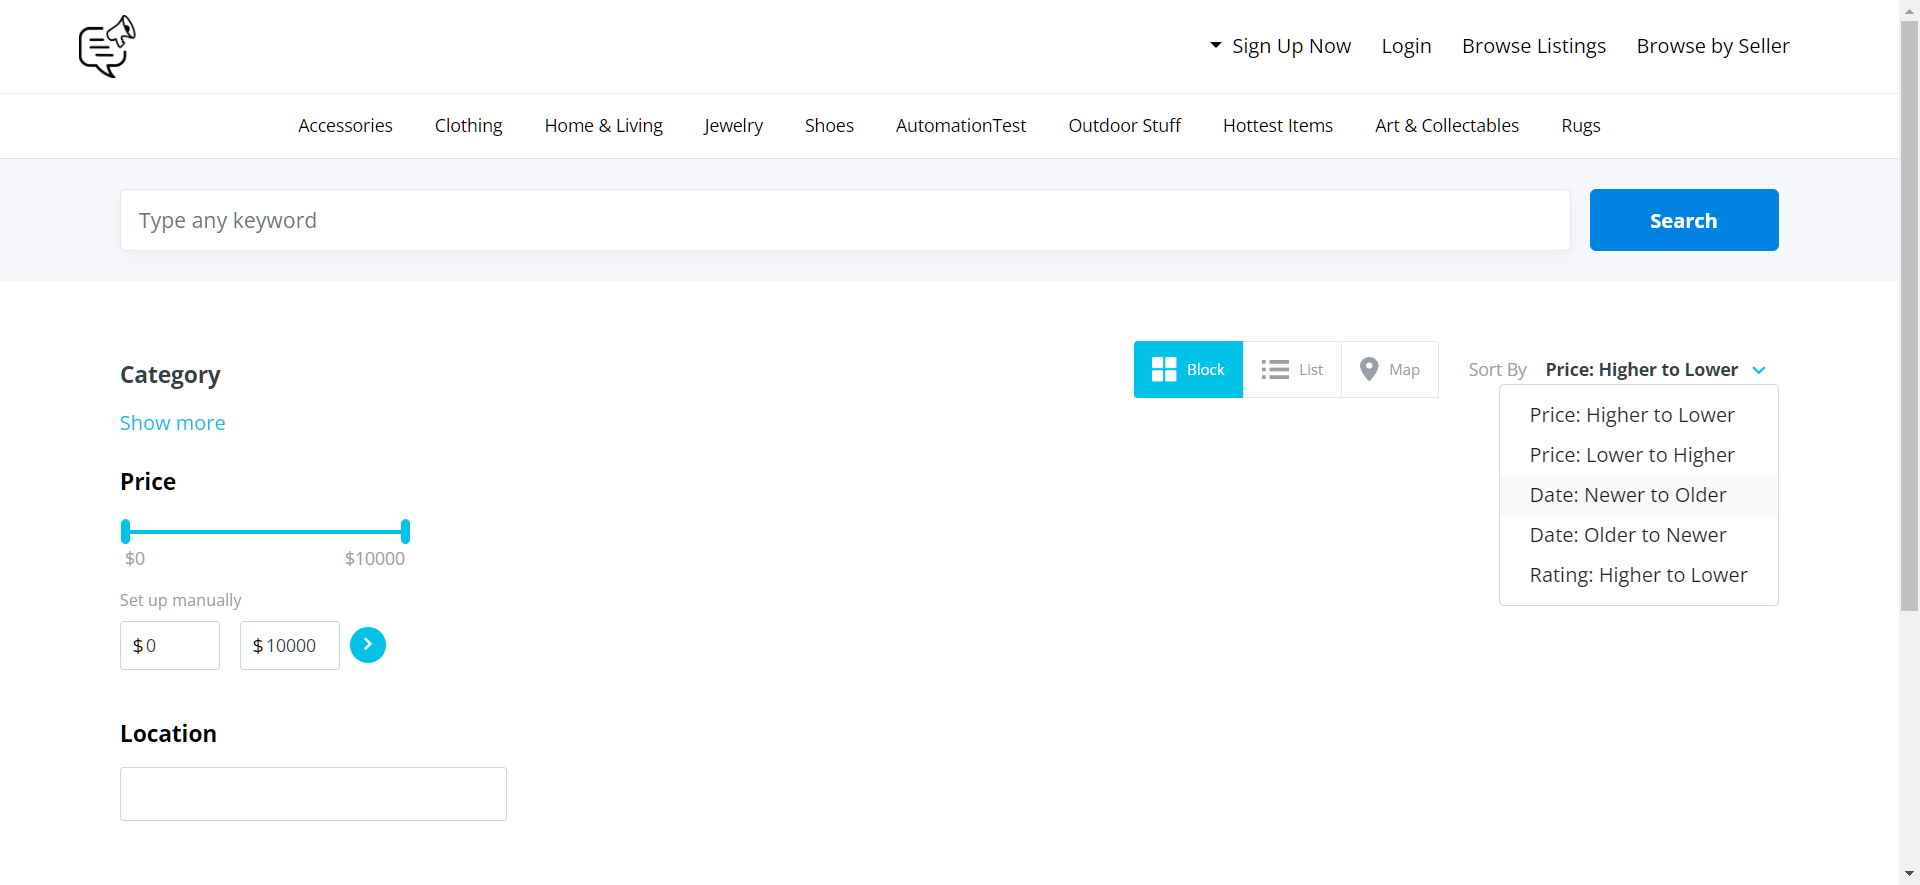 Sign Up Now Login Browse Listings Browse by Seller
Accessories Clothing Home & Living Jewelry Shoes AutomationTest Outdoor Stuff Hottest Items Art & Collectables Rugs
Type any keyword
Search
Category
Show more
Price
$0 $10000
Set up manually
$ 0 $ 10000
Location
Block List Map Sort By Price: Higher to Lower
Price: Higher to Lower
Price: Lower to Higher
Date: Newer to Older
Date: Older to Newer
Rating: Higher to Lower